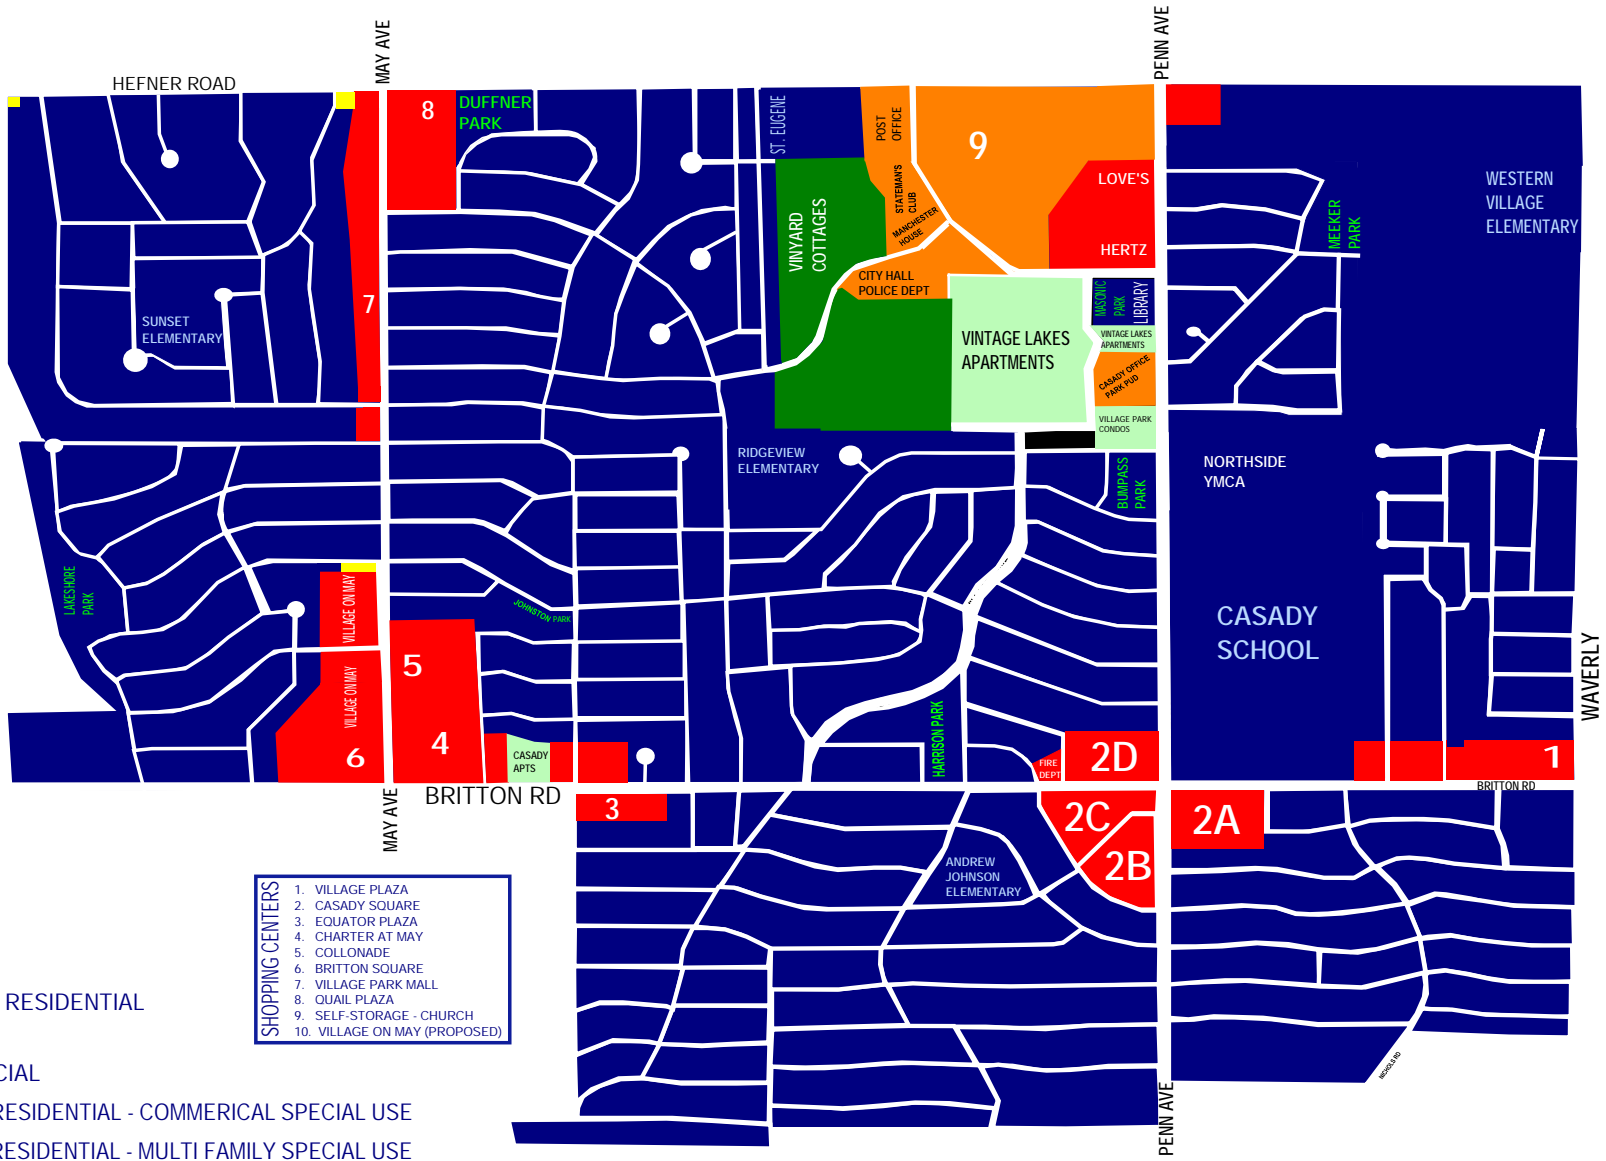 MAY AVE
PENN AVE
HEFNER ROAD
8
DUFFNER
PARK
ST. EUGENE
POST
OFFICE
9
STATEMAN'S
CLUB
MANCHESTER
HOUSE
LOVE'S
HERTZ
WESTERN
VILLAGE
ELEMENTARY
MEEKER
PARK
VINYARD
COTTAGES
CITY HALL
POLICE DEPT
MASONIC
PARK
LIBRARY
7
SUNSET
ELEMENTARY
VINTAGE LAKES
APARTMENTS
VINTAGE LAKES
APARTMENTS
CASADY OFFICE
PARK PUD
VILLAGE PARK
CONDOS
RIDGEVIEW
ELEMENTARY
BUMPASS
PARK
NORTHSIDE
YMCA
LAKESHORE
PARK
VILLAGE ON MAY
JOHNSTON PARK
CASADY
SCHOOL
WAVERLY
5
VILLAGE ON MAY
4
6
CASADY
APTS
HARRISON PARK
FIRE
DEPT
2D
1
BRITTON RD
BRITTON RD
MAY AVE
3
2C
2B
2A
ANDREW
JOHNSON
ELEMENTARY
SHOPPING CENTERS
1. VILLAGE PLAZA
2. CASADY SQUARE
3. EQUATOR PLAZA
4. CHARTER AT MAY
5. COLLONADE
6. BRITTON SQUARE
7. VILLAGE PARK MALL
8. QUAIL PLAZA
9. SELF-STORAGE - CHURCH
10. VILLAGE ON MAY (PROPOSED)
NICHOLS RD
PENN AVE
RESIDENTIAL
CIAL
RESIDENTIAL - COMMERICAL SPECIAL USE
RESIDENTIAL - MULTI FAMILY SPECIAL USE